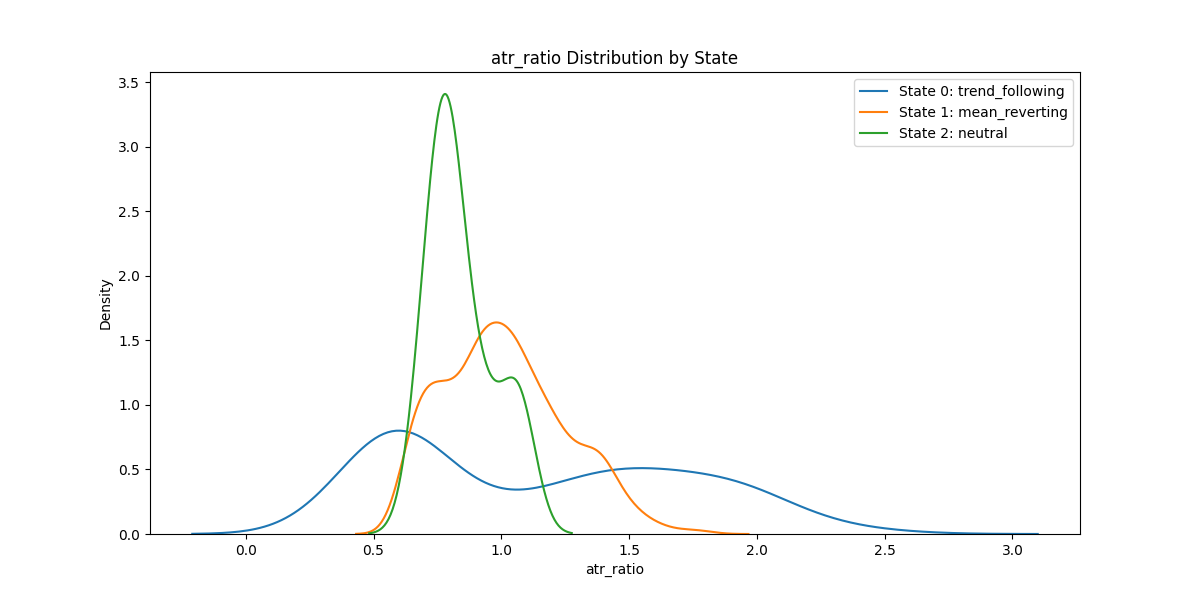 atr_ratio Distribution by State
State 0: trend_following
State 1: mean_reverting
State 2: neutral
Density
3.5
3.0
2.5
2.0
1.5
1.0
0.5
0.0
0.0 0.5 1.0 1.5 2.0 2.5 3.0
atr_ratio